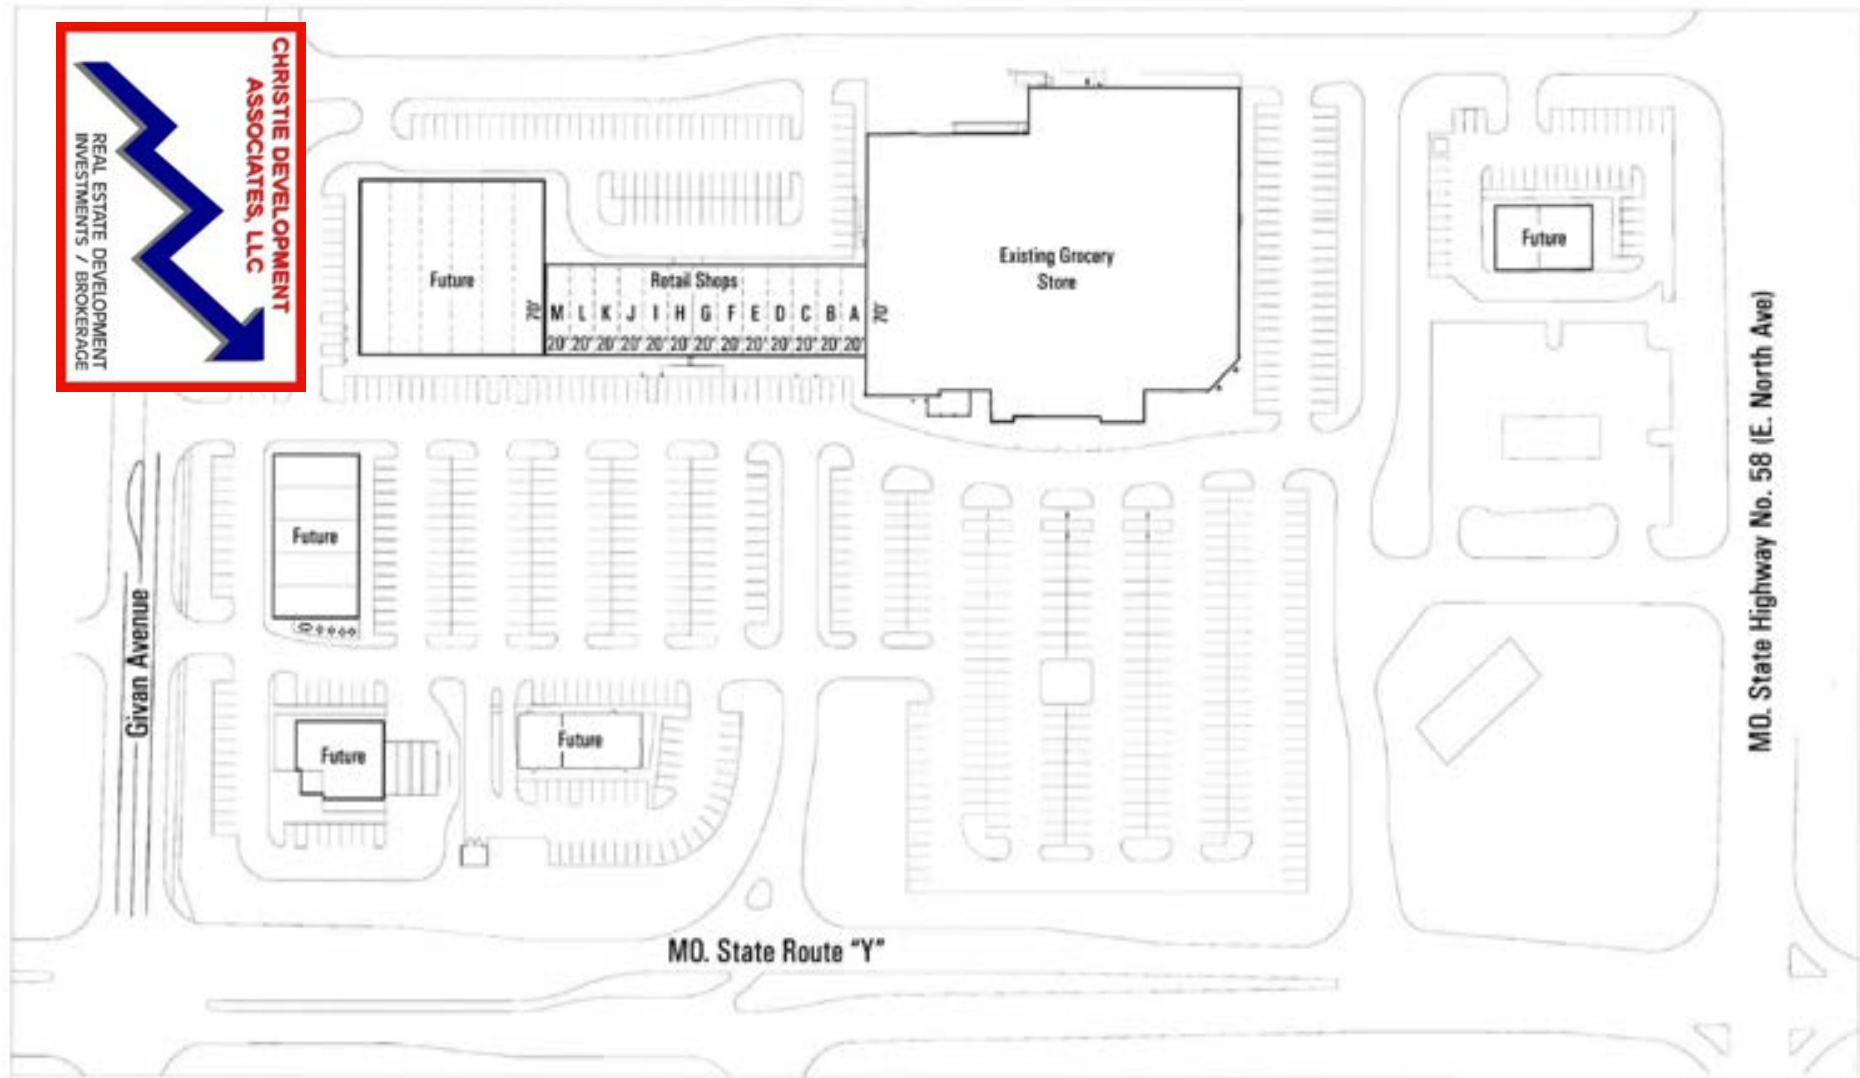 CHRISTIE DEVELOPMENT
ASSOCIATES, LLC
REAL ESTATE DEVELOPMENT
INVESTMENTS / BROKERAGE
Existing Grocery
Store
Future
Future
Retail Shops
70'
M L K J I H G F E D C B A
70'
20' 20' 20' 20' 20' 20' 20' 20' 20' 20' 20' 20' 20'
Future
Future
Future
Givan Avenue
MO. State Highway No. 58 (E. North Ave)
MO. State Route "Y"